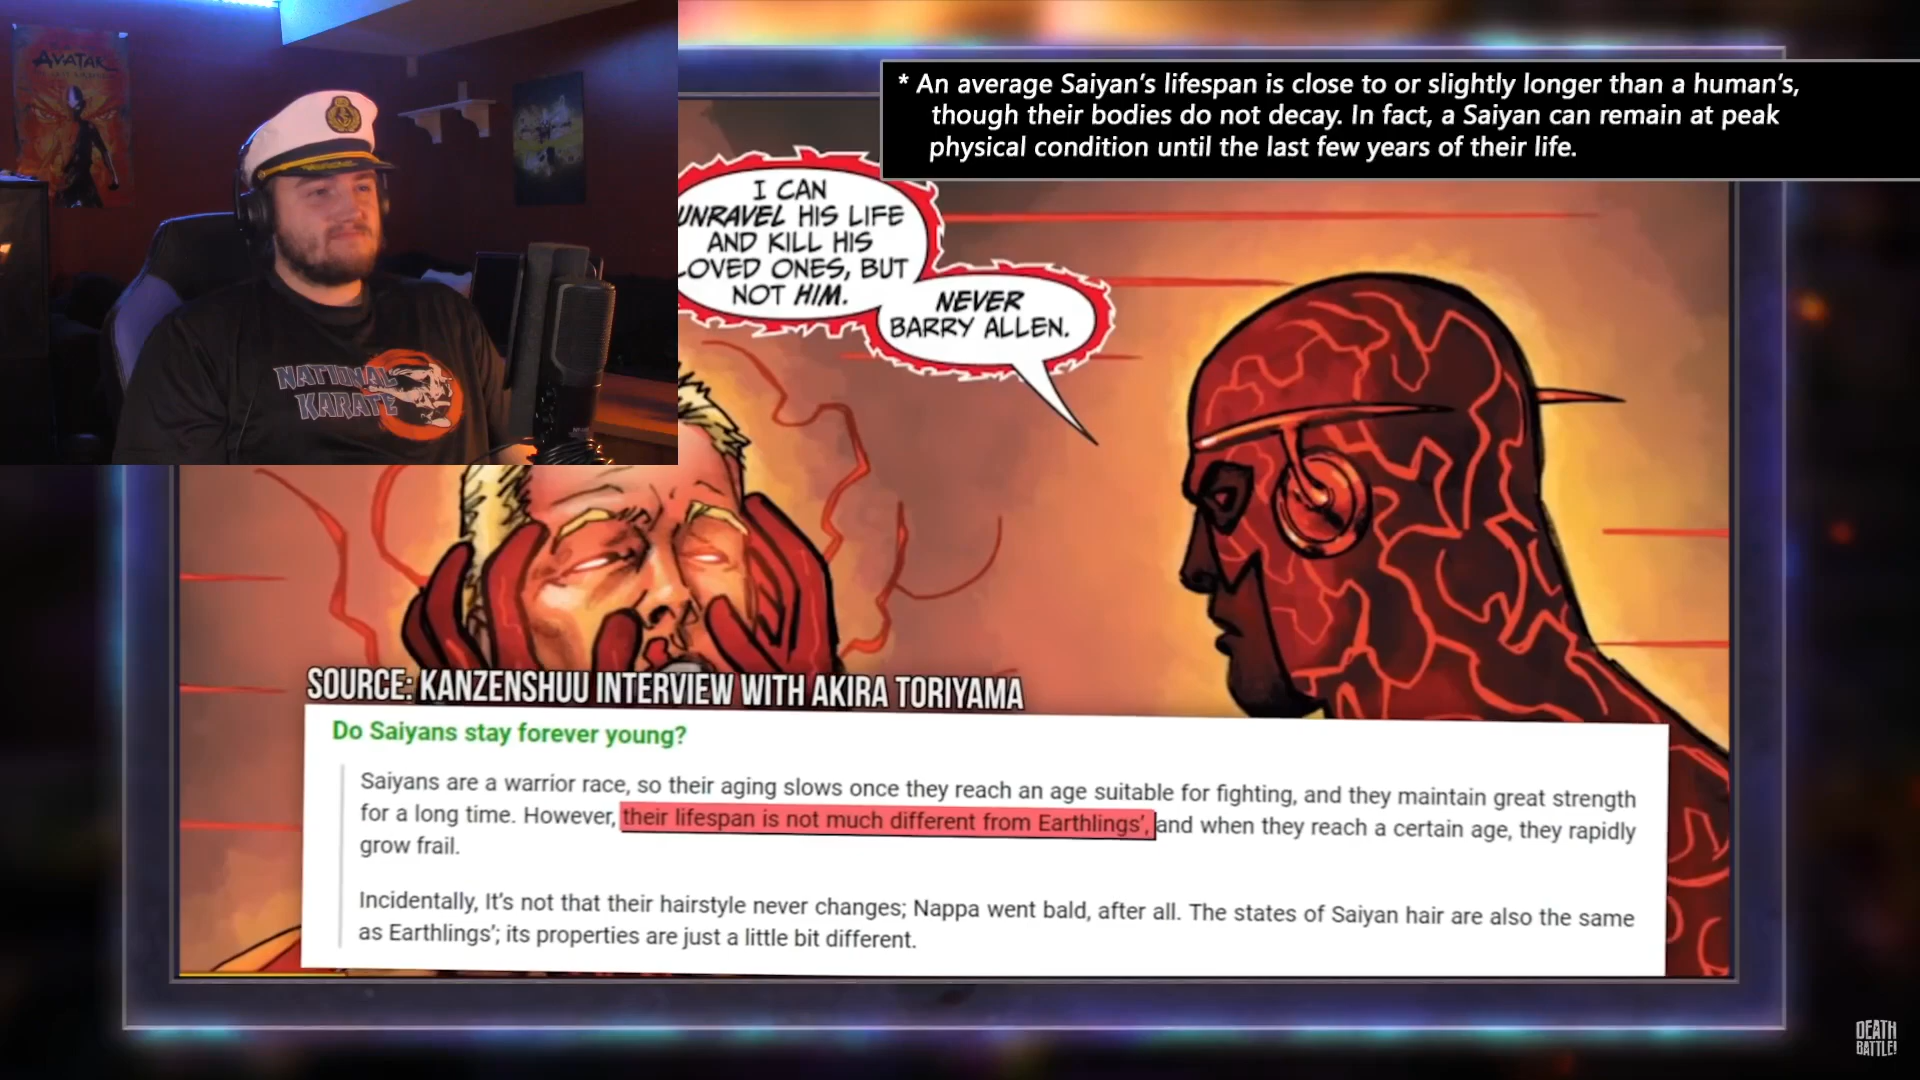 AVATAR
* An average Saiyan's lifespan is close to or slightly longer than a human's,
though their bodies do not decay. In fact, a Saiyan can remain at peak
physical condition until the last few years of their life.
I CAN
UNRAVEL HIS LIFE
AND KILL HIS
LOVED ONES, BUT
NOT HIM.
NEVER
BARRY ALLEN.
NATIONAL
KARATE
SOURCE: KANZENSHUU INTERVIEW WITH AKIRA TORIYAMA
Do Saiyans stay forever young?
Saiyans are a warrior race, so their aging slows once they reach an age suitable for fighting, and they maintain great strength
for a long time. However, their lifespan is not much different from Earthlings', and when they reach a certain age, they rapidly
grow frail.
Incidentally, It's not that their hairstyle never changes; Nappa went bald, after all. The states of Saiyan hair are also the same
as Earthlings'; its properties are just a little bit different.
DEATH
BATTLE!